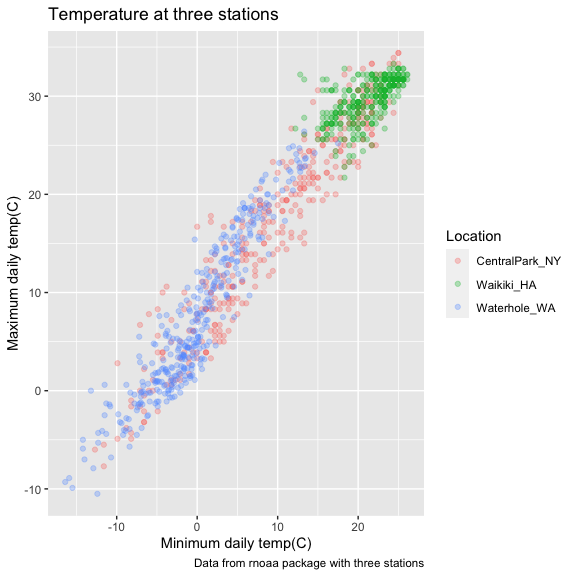 Temperature at three stations
Maximum daily temp(C)
30
20
10
0
-10
-10 0 10 20
Minimum daily temp(C)
Data from rnoaa package with three stations
Location
CentralPark_NY
Waikiki_HA
Waterhole_WA